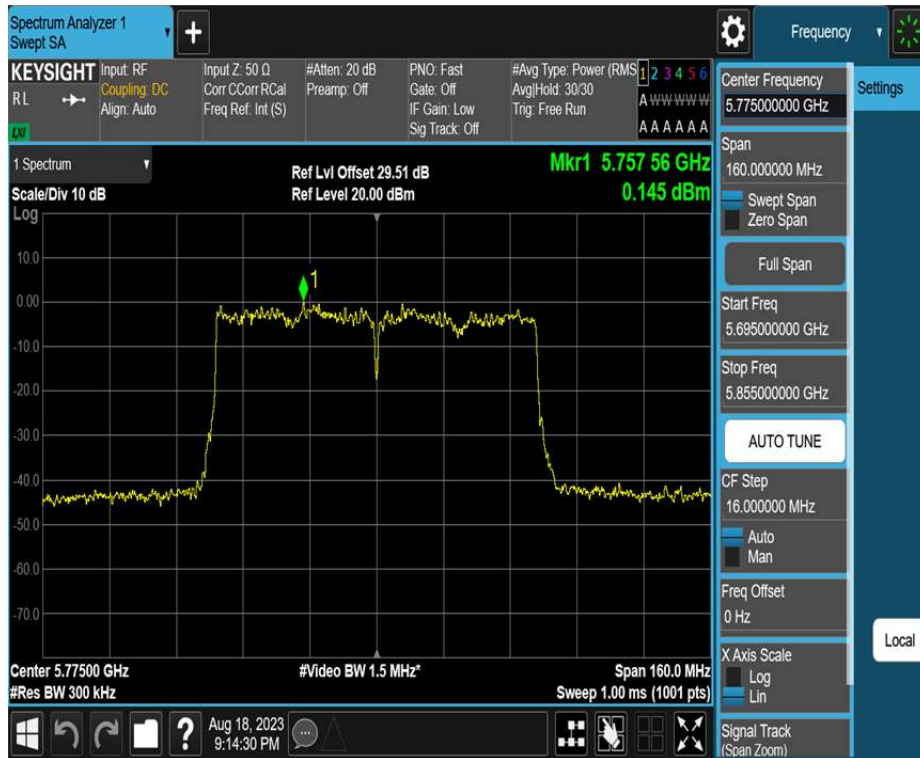 Spectrum Analyzer 1
Swept SA
Frequency
KEYSIGHT
R L
LXI
Input: RF
Coupling: DC
Align: Auto
Input Z: 50 Ω
Corr CCorr RCal
Freq Ref: Int (S)
#Atten: 20 dB
Preamp: Off
PNO: Fast
Gate: Off
IF Gain: Low
Sig Track: Off
#Avg Type: Power (RMS
Avg|Hold: 30/30
Trig: Free Run
1 2 3 4 5 6
A W W W W W
A A A A A A
1 Spectrum
Scale/Div 10 dB
Log
Ref Lvl Offset 29.51 dB
Ref Level 20.00 dBm
Mkr1 5.757 56 GHz
0.145 dBm
1
10.0
0.00
-10.0
-20.0
-30.0
-40.0
-50.0
-60.0
-70.0
Center 5.77500 GHz
#Res BW 300 kHz
#Video BW 1.5 MHz*
Span 160.0 MHz
Sweep 1.00 ms (1001 pts)
Aug 18, 2023
9:14:30 PM
Center Frequency
5.775000000 GHz
Span
160.000000 MHz
Swept Span
Zero Span
Full Span
Start Freq
5.695000000 GHz
Stop Freq
5.855000000 GHz
AUTO TUNE
CF Step
16.000000 MHz
Auto
Man
Freq Offset
0 Hz
X Axis Scale
Log
Lin
Signal Track
(Span Zoom)
Settings
Local